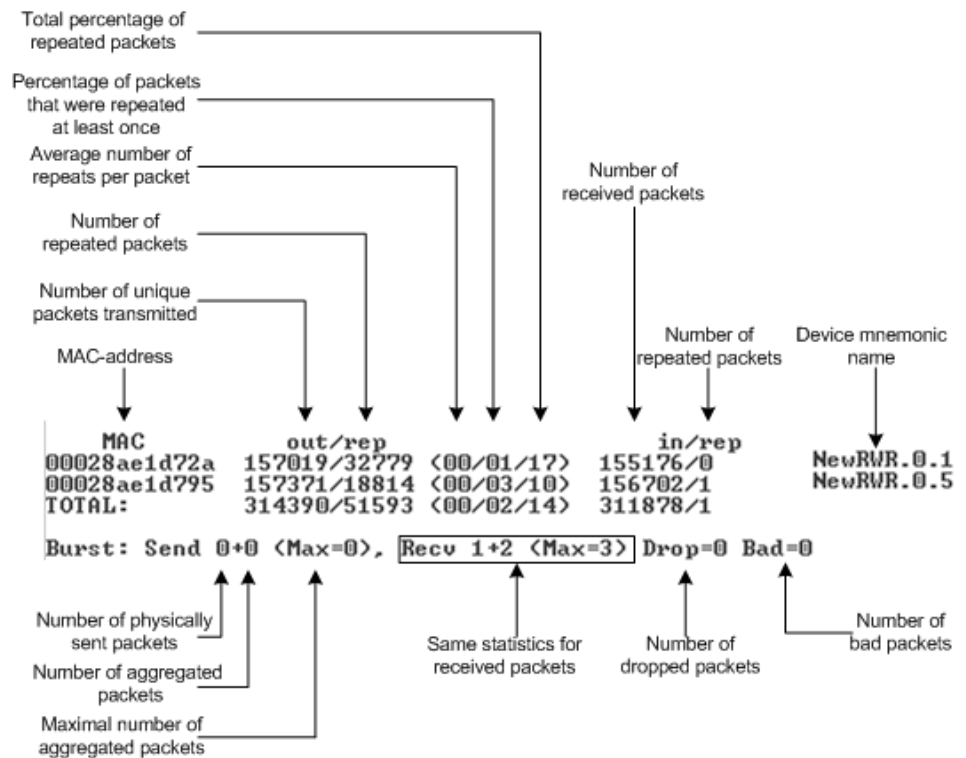 Total percentage of
repeated packets
Percentage of packets
that were repeated
at least once
Average number of
repeats per packet
Number of
received packets
Number of
repeated packets
Number of unique
packets transmitted
MAC-address
Number of
repeated packets
Device mnemonic
name
MAC out/rep in/rep
00028ae1d72a 157019/32779 (00/01/17) 155176/0 NewRWR.0.1
00028ae1d795 157371/18814 (00/03/10) 156702/1 NewRWR.0.5
TOTAL: 314390/51593 (00/02/14) 311878/1
Burst: Send 0+0 (Max=0), Recv 1+2 (Max=3) Drop=0 Bad=0
Number of physically
sent packets
Number of aggregated
packets
Maximal number of
aggregated packets
Same statistics for
received packets
Number of
dropped packets
Number of
bad packets